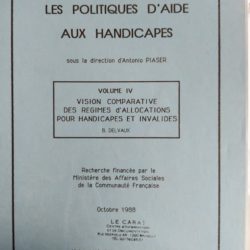 LES POLITIQUES D'AIDE
AUX HANDICAPES
sous la direction d'Antonio PIASER
VOLUME IV
VISION COMPARATIVE
DES REGIMES D'ALLOCATIONS
POUR HANDICAPES ET INVALIDES
B. DELVAUX
Recherche financée par le
Ministère des Affaires Sociales
de la Communauté Française
Octobre 1988
LE CARAT